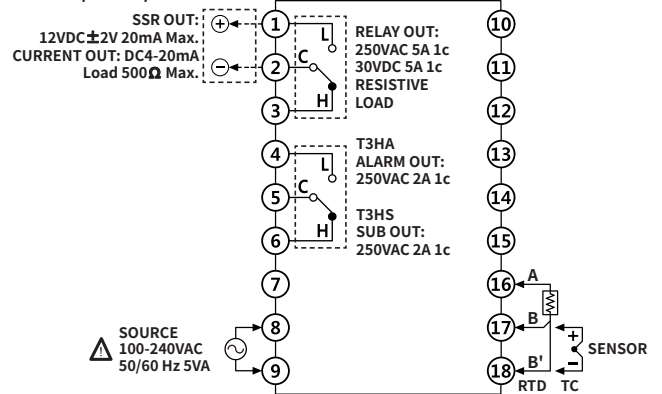 SSR OUT:
12VDC±2V 20mA Max.
CURRENT OUT: DC4-20mA
Load 500Ω Max.
+
−
1
2
3
L
C
H
RELAY OUT:
250VAC 5A 1c
30VDC 5A 1c
RESISTIVE
LOAD
4
5
6
L
C
H
T3HA
ALARM OUT:
250VAC 2A 1c
T3HS
SUB OUT:
250VAC 2A 1c
7
8
9
!
SOURCE
100-240VAC
50/60 Hz 5VA
10
11
12
13
14
15
16
17
18
A
B
B'
+
−
SENSOR
RTD TC